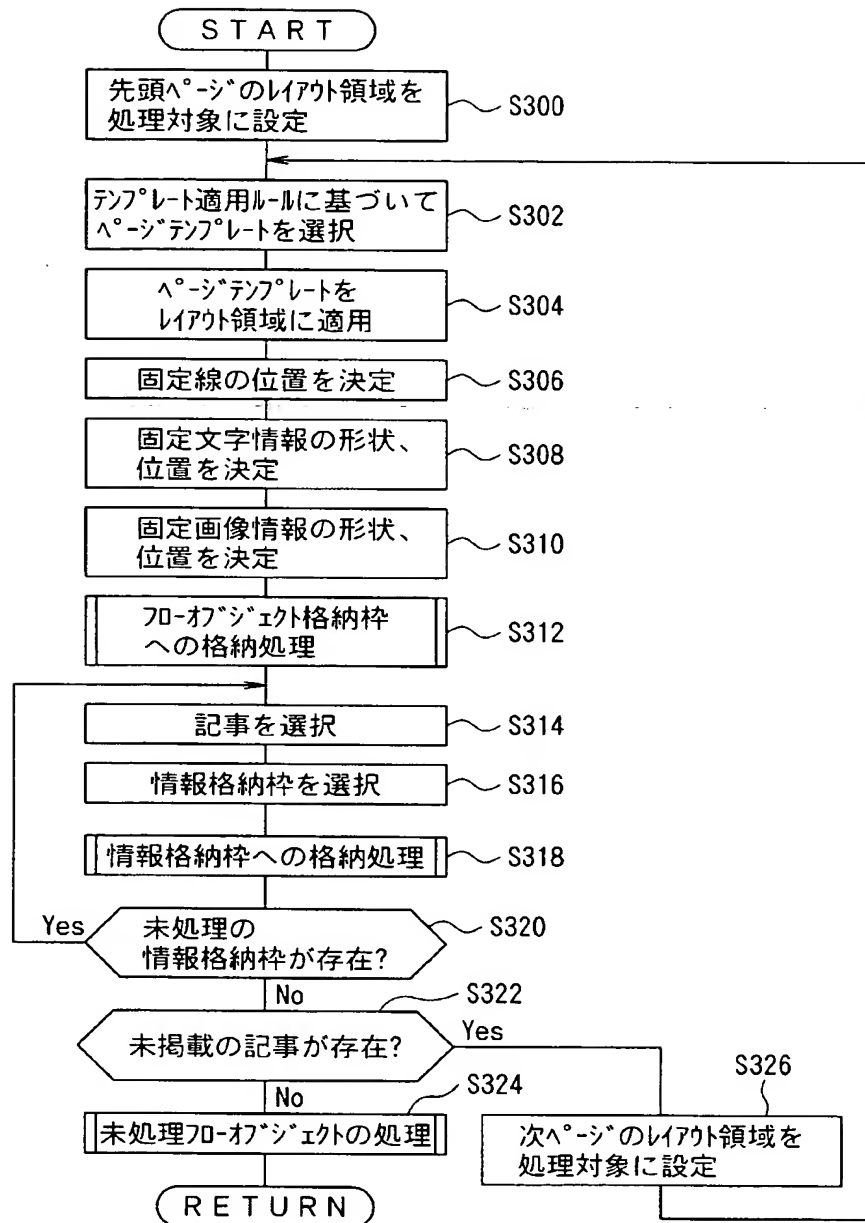 START
先頭ページのレイアウト領域を
処理対象に設定
S300
テンプレート適用ルールに基づいて
ページテンプレートを選択
S302
ページテンプレートを
レイアウト領域に適用
S304
固定線の位置を決定
S306
固定文字情報の形状、
位置を決定
S308
固定画像情報の形状、
位置を決定
S310
フローオブジェクト格納枠
への格納処理
S312
記事を選択
S314
情報格納枠を選択
S316
情報格納枠への格納処理
S318
Yes
未処理の
情報格納枠が存在?
S320
No
S322
未掲載の記事が存在?
Yes
No
S324
未処理フローオブジェクトの処理
S326
次ページのレイアウト領域を
処理対象に設定
RETURN